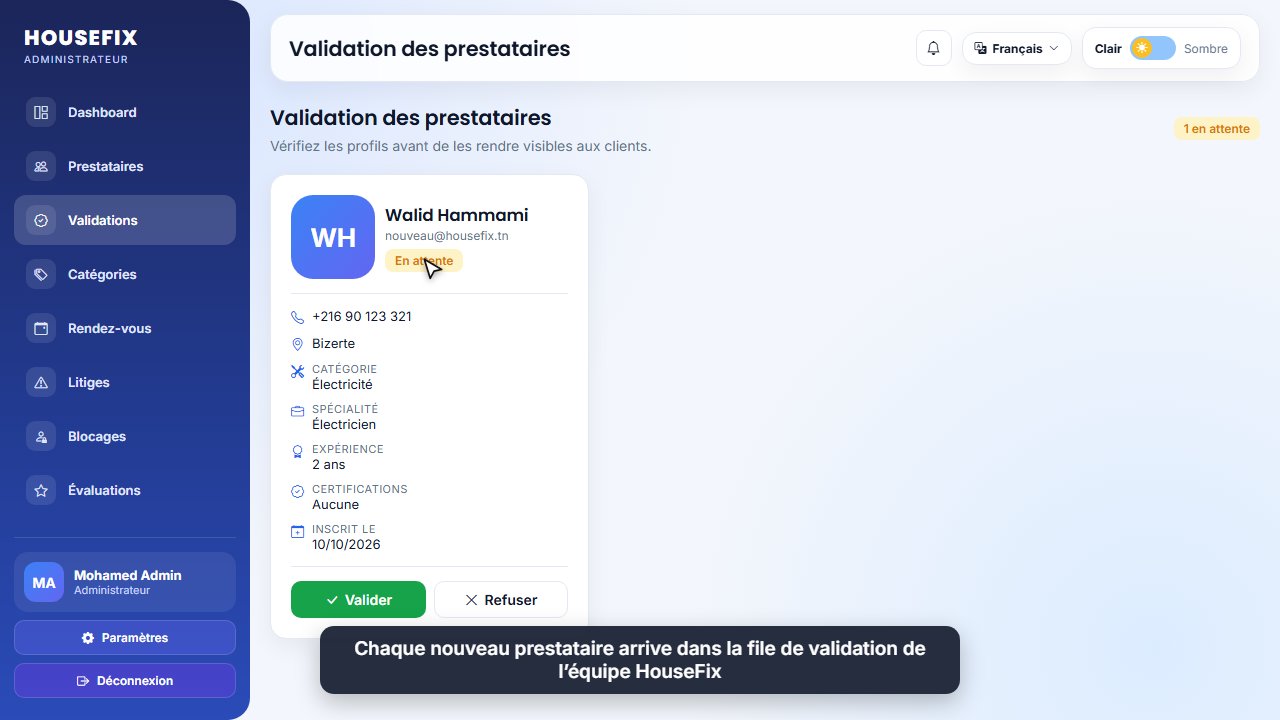 HOUSEFIX
ADMINISTRATEUR
Dashboard
Prestataires
Validations
Catégories
Rendez-vous
Litiges
Blocages
Évaluations
MA
Mohamed Admin
Administrateur
Paramètres
Déconnexion
Validation des prestataires
Français
Clair
Sombre
Validation des prestataires
Vérifiez les profils avant de les rendre visibles aux clients.
1 en attente
WH
Walid Hammami
nouveau@housefix.tn
En attente
+216 90 123 321
Bizerte
CATÉGORIE
Électricité
SPÉCIALITÉ
Électricien
EXPÉRIENCE
2 ans
CERTIFICATIONS
Aucune
INSCRIT LE
10/10/2026
Valider
Refuser
Chaque nouveau prestataire arrive dans la file de validation de
l’équipe HouseFix